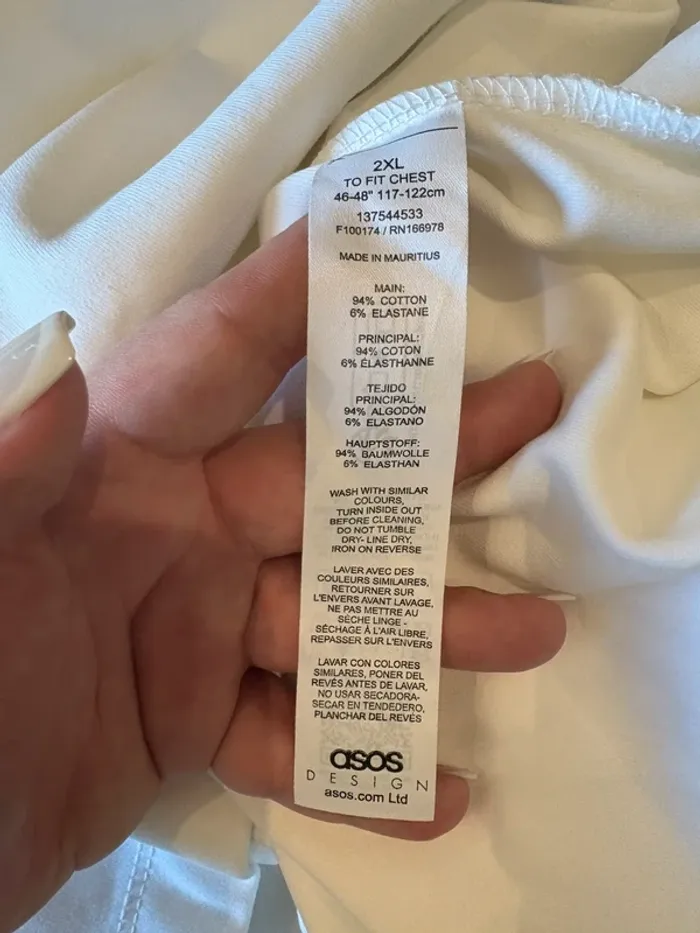 2XL
TO FIT CHEST
46-48" 117-122cm
137544533
F100174 / RN166978
MADE IN MAURITIUS
MAIN:
94% COTTON
6% ELASTANE
PRINCIPAL:
94% COTON
6% ÉLASTHANNE
TEJIDO
PRINCIPAL:
94% ALGODÓN
6% ELASTANO
HAUPTSTOFF:
94% BAUMWOLLE
6% ELASTHAN
WASH WITH SIMILAR
COLOURS,
TURN INSIDE OUT
BEFORE CLEANING,
DO NOT TUMBLE
DRY- LINE DRY,
IRON ON REVERSE
LAVER AVEC DES
COULEURS SIMILAIRES,
RETOURNER SUR
L'ENVERS AVANT LAVAGE,
NE PAS METTRE AU
SÈCHE LINGE -
SÉCHAGE À L'AIR LIBRE,
REPASSER SUR L'ENVERS
LAVAR CON COLORES
SIMILARES, PONER DEL
REVÉS ANTES DE LAVAR,
NO USAR SECADORA-
SECAR EN TENDEDERO,
PLANCHAR DEL REVÉS
asos
DESIGN
asos.com Ltd